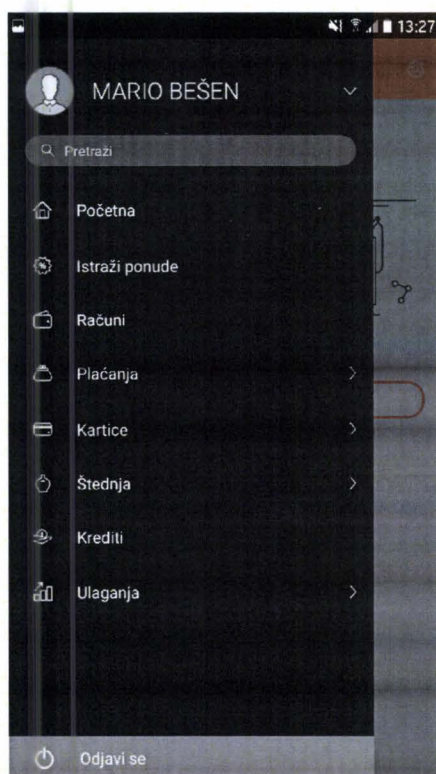 13:27
MARIO BEŠEN
Pretraži
Početna
Istraži ponude
Računi
Plaćanja
Kartice
Štednja
Krediti
Ulaganja
Odjavi se